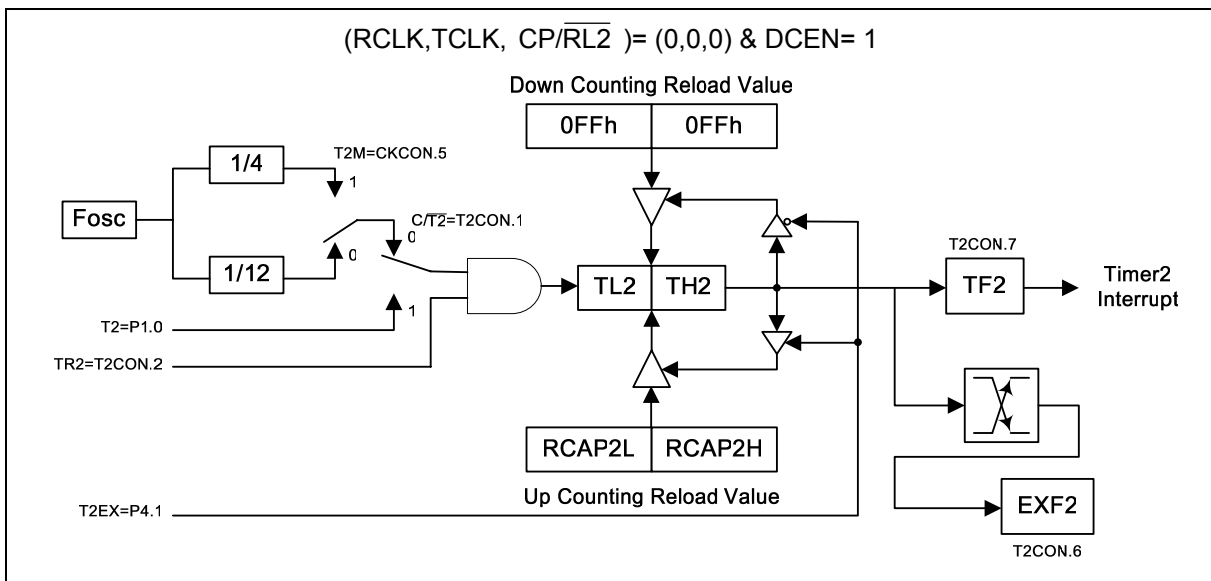 (RCLK,TCLK, CP/RL2 )= (0,0,0) & DCEN= 1
Down Counting Reload Value
0FFh 0FFh
1/4
T2M=CKCON.5
1
Fosc
C/T2=T2CON.1
0
0
1/12
1
T2=P1.0
TR2=T2CON.2
TL2 TH2
T2CON.7
TF2
Timer2
Interrupt
RCAP2L RCAP2H
Up Counting Reload Value
T2EX=P4.1
EXF2
T2CON.6